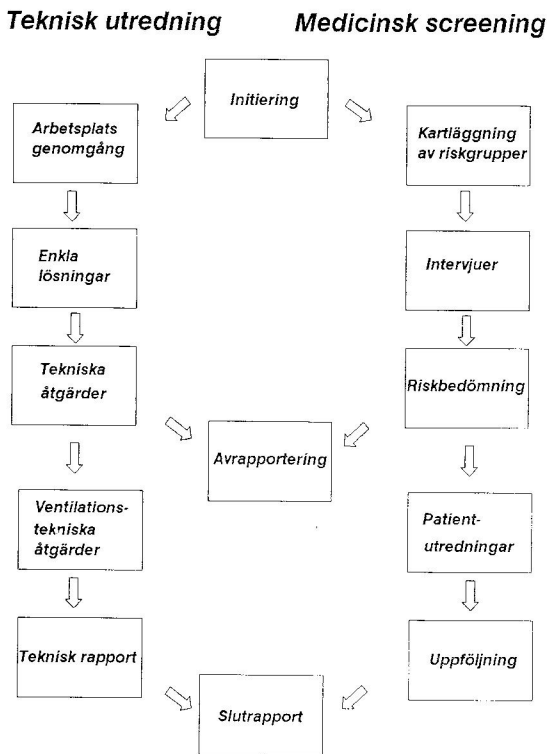 Teknisk utredning
Medicinsk screening
Initiering
Arbetsplats
genomgång
Kartläggning
av riskgrupper
Enkla
lösningar
Intervjuer
Tekniska
åtgärder
Riskbedömning
Avrapportering
Ventilations-
tekniska
åtgärder
Patient-
utredningar
Teknisk rapport
Uppföljning
Slutrapport